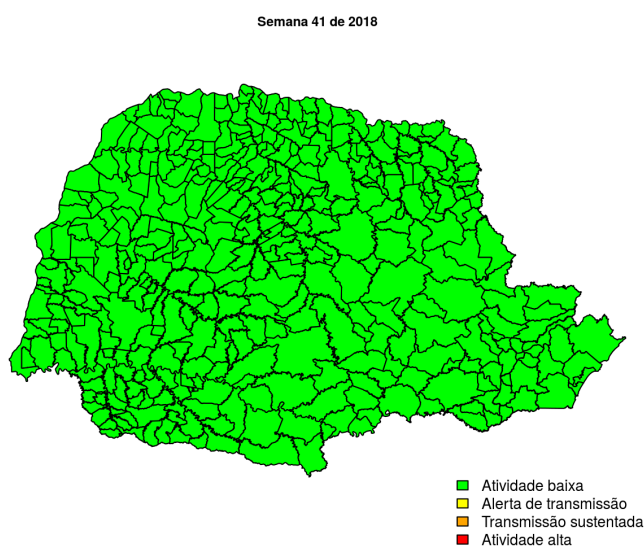 Semana 41 de 2018
Atividade baixa
Alerta de transmissão
Transmissão sustentada
Atividade alta